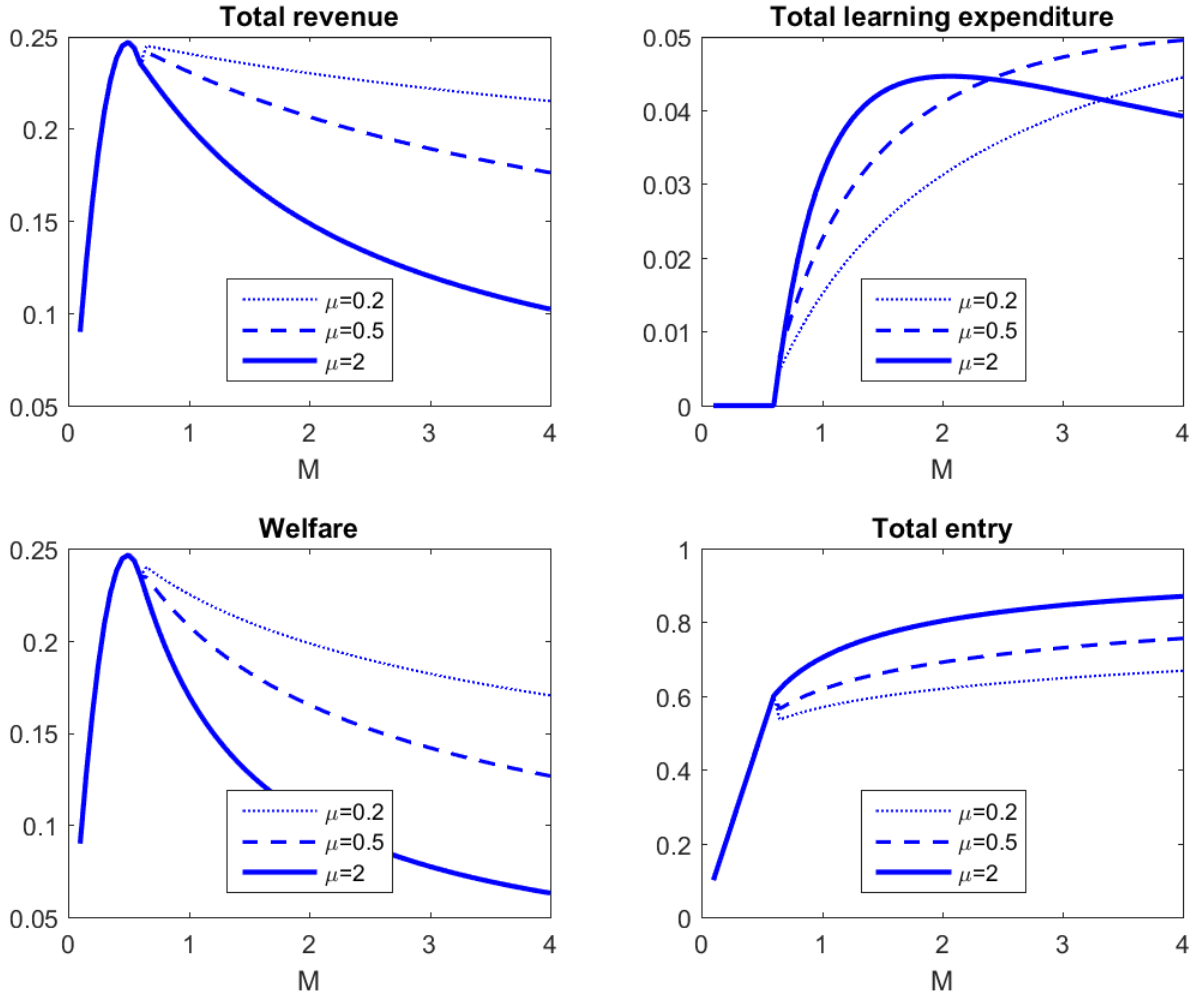 Total revenue
0.25
0.2
0.15
0.1
0.05
0 1 2 3 4
M
μ=0.2
μ=0.5
μ=2
Total learning expenditure
0.05
0.04
0.03
0.02
0.01
0
0 1 2 3 4
M
μ=0.2
μ=0.5
μ=2
Welfare
0.25
0.2
0.15
0.1
0.05
0 1 2 3 4
M
μ=0.2
μ=0.5
μ=2
Total entry
1
0.8
0.6
0.4
0.2
0
0 1 2 3 4
M
μ=0.2
μ=0.5
μ=2